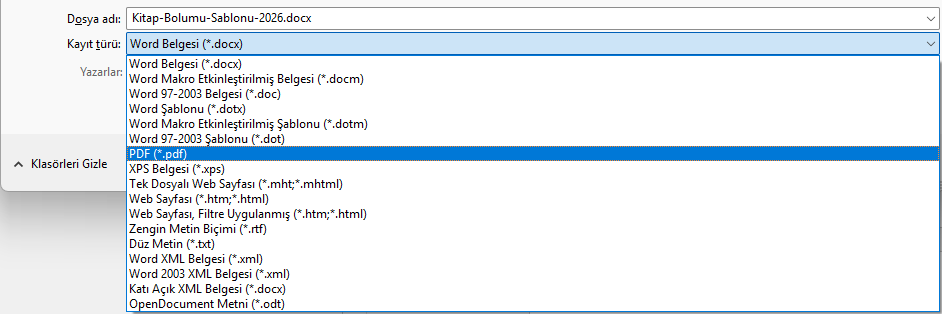 Dosya adı: Kitap-Bolumu-Sablonu-2026.docx
Kayıt türü: Word Belgesi (*.docx)
Yazarlar:
Word Belgesi (*.docx)
Word Makro Etkinleştirilmiş Belgesi (*.docm)
Word 97-2003 Belgesi (*.doc)
Word Şablonu (*.dotx)
Word Makro Etkinleştirilmiş Şablonu (*.dotm)
Word 97-2003 Şablonu (*.dot)
PDF (*.pdf)
XPS Belgesi (*.xps)
Tek Dosyalı Web Sayfası (*.mht;*.mhtml)
Web Sayfası (*.htm;*.html)
Web Sayfası, Filtre Uygulanmış (*.htm;*.html)
Zengin Metin Biçimi (*.rtf)
Düz Metin (*.txt)
Word XML Belgesi (*.xml)
Word 2003 XML Belgesi (*.xml)
Katı Açık XML Belgesi (*.docx)
OpenDocument Metni (*.odt)
Klasörleri Gizle